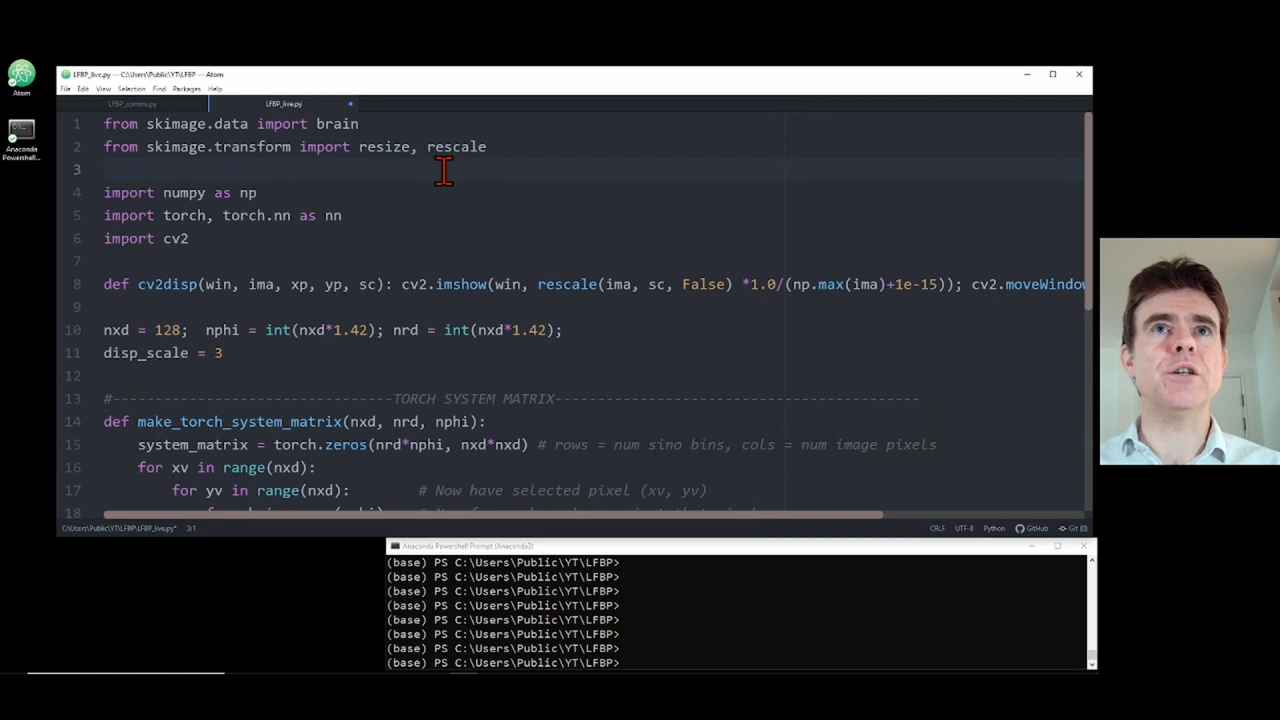 Atom
Anaconda
Powershell...
LFBP_live.py — C:\Users\Public\YT\LFBP — Atom
File Edit View Selection Find Packages Help
LFBP_comms.py LFBP_live.py
1 from skimage.data import brain
2 from skimage.transform import resize, rescale
3
4 import numpy as np
5 import torch, torch.nn as nn
6 import cv2
7
8 def cv2disp(win, ima, xp, yp, sc): cv2.imshow(win, rescale(ima, sc, False) *1.0/(np.max(ima)+1e-15)); cv2.moveWindow
9
10 nxd = 128; nphi = int(nxd*1.42); nrd = int(nxd*1.42);
11 disp_scale = 3
12
13 #---------------------------------TORCH SYSTEM MATRIX-------------------------------------------
14 def make_torch_system_matrix(nxd, nrd, nphi):
15 system_matrix = torch.zeros(nrd*nphi, nxd*nxd) # rows = num sino bins, cols = num image pixels
16 for xv in range(nxd):
17 for yv in range(nxd): # Now have selected pixel (xv, yv)
18
C:\Users\Public\YT\LFBP\LFBP_live.py* 3:1 CRLF UTF-8 Python GitHub Git (0)
Anaconda Powershell Prompt (Anaconda3)
(base) PS C:\Users\Public\YT\LFBP>
(base) PS C:\Users\Public\YT\LFBP>
(base) PS C:\Users\Public\YT\LFBP>
(base) PS C:\Users\Public\YT\LFBP>
(base) PS C:\Users\Public\YT\LFBP>
(base) PS C:\Users\Public\YT\LFBP>
(base) PS C:\Users\Public\YT\LFBP>
(base) PS C:\Users\Public\YT\LFBP>